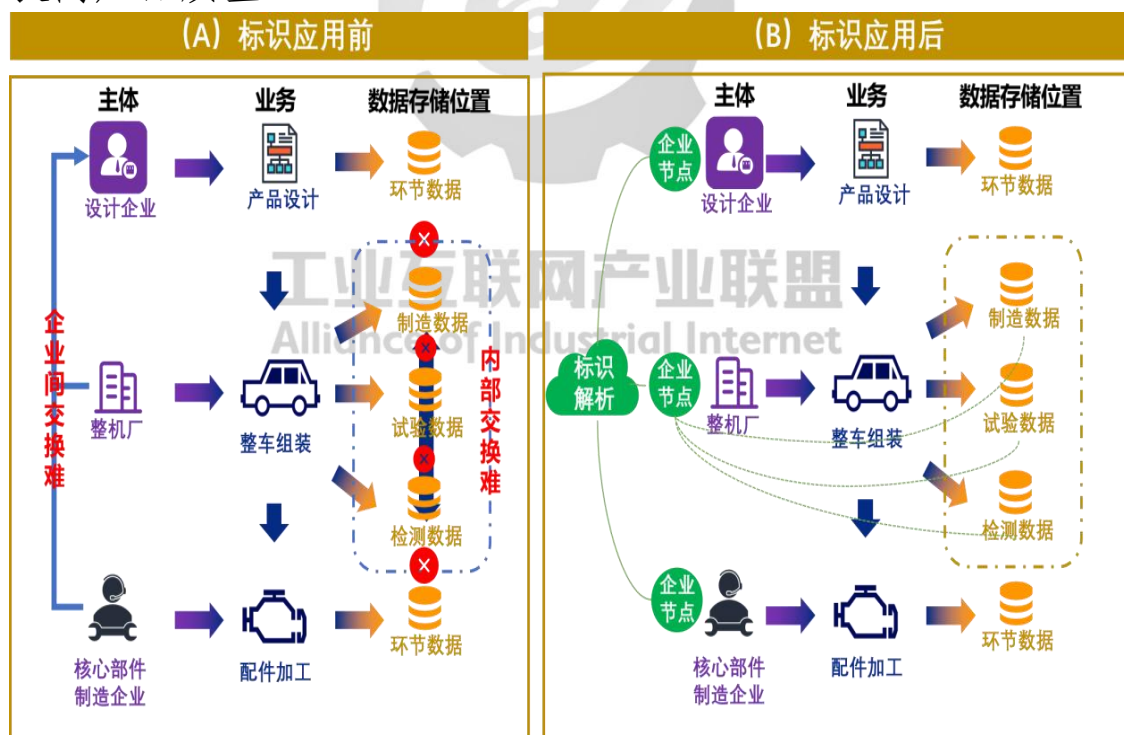 (A) 标识应用前
主体
业务
数据存储位置
设计企业
产品设计
环节数据
制造数据
企业间交换难
整机厂
整车组装
试验数据
内部交换难
检测数据
核心部件
制造企业
配件加工
环节数据
(B) 标识应用后
主体
业务
数据存储位置
企业
节点
设计企业
产品设计
环节数据
制造数据
标识
解析
企业
节点
整机厂
整车组装
试验数据
检测数据
企业
节点
核心部件
制造企业
配件加工
环节数据
工业互联网产业联盟
Alliance of Industrial Internet